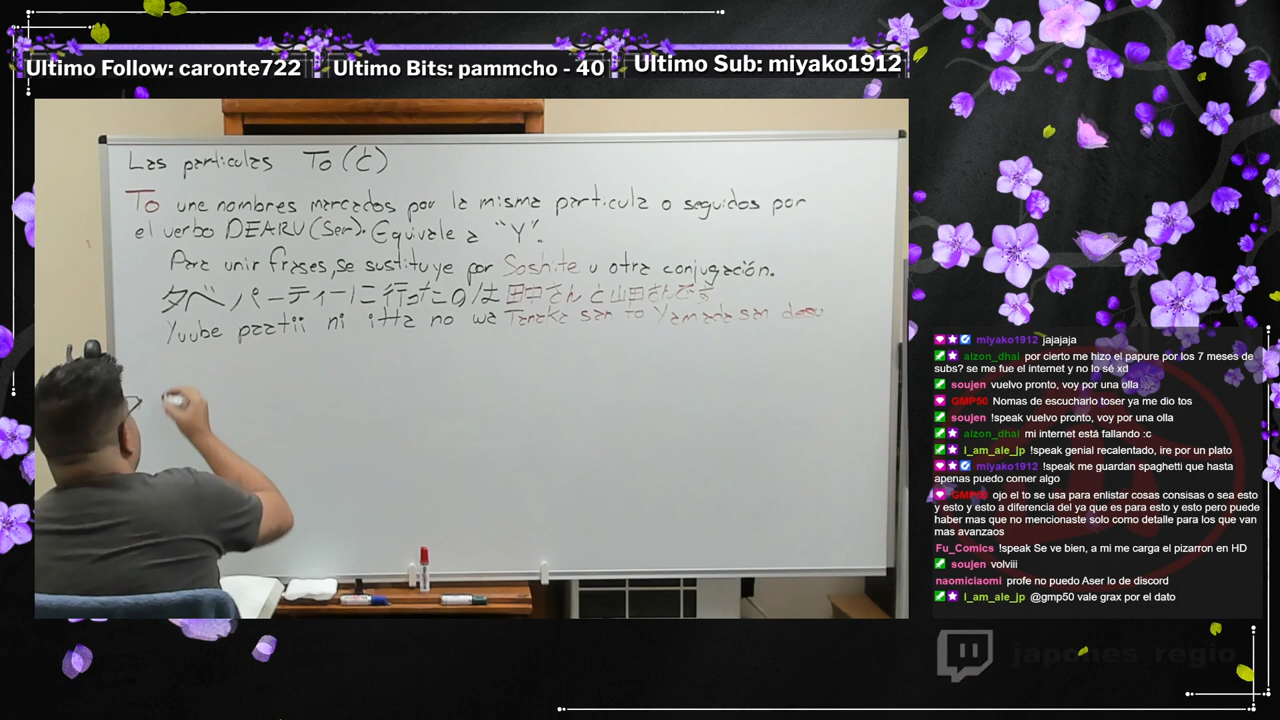 Ultimo Follow: caronte722
Ultimo Bits: pammcho - 40
Ultimo Sub: miyako1912
Las particulas To (と)
To une nombres marcados por la misma particula o seguidos por
el verbo DEARU (Ser). Equivale a "Y".
Para unir frases, se sustituye por Soshite u otra conjugación.
夕べ パーティーに行ったのは田中さんと山田さんです
Yuube paatii ni itta no wa Tanaka san to Yamada san desu
miyako1912 jajajaja
aizon_dhal por cierto me hizo el papure por los 7 meses de
subs? se me fue el internet y no lo sé xd
soujen vuelvo pronto, voy por una olla
GMP50 Nomas de escucharlo toser ya me dio tos
soujen !speak vuelvo pronto, voy por una olla
aizon_dhal mi internet está fallando :c
I_am_ale_jp !speak genial recalentado, ire por un plato
miyako1912 !speak me guardan spaghetti que hasta
apenas puedo comer algo
GMP50 ojo el to se usa para enlistar cosas consisas o sea esto
y esto y esto a diferencia del ya que es para esto y esto pero puede
haber mas que no mencionaste solo como detalle para los que van
mas avanzaos
Fu_Comics !speak Se ve bien, a mi me carga el pizarron en HD
soujen volviii
naomiciaomi profe no puedo Aser lo de discord
I_am_ale_jp @gmp50 vale grax por el dato
japones_regio